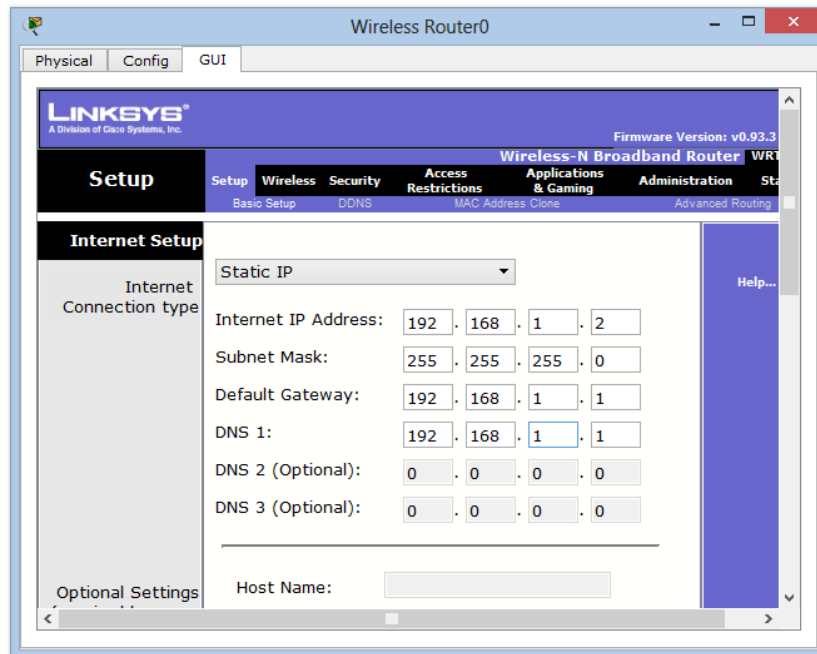 Wireless Router0
Physical Config GUI
LINKSYS®
A Division of Cisco Systems, Inc.
Firmware Version: v0.93.3
Wireless-N Broadband Router WRT
Setup
Setup Wireless Security Access Restrictions Applications & Gaming Administration Sta
Basic Setup DDNS MAC Address Clone Advanced Routing
Internet Setup
Internet
Connection type
Static IP
Help...
Internet IP Address: 192 . 168 . 1 . 2
Subnet Mask: 255 . 255 . 255 . 0
Default Gateway: 192 . 168 . 1 . 1
DNS 1: 192 . 168 . 1 . 1
DNS 2 (Optional): 0 . 0 . 0 . 0
DNS 3 (Optional): 0 . 0 . 0 . 0
Optional Settings
Host Name: